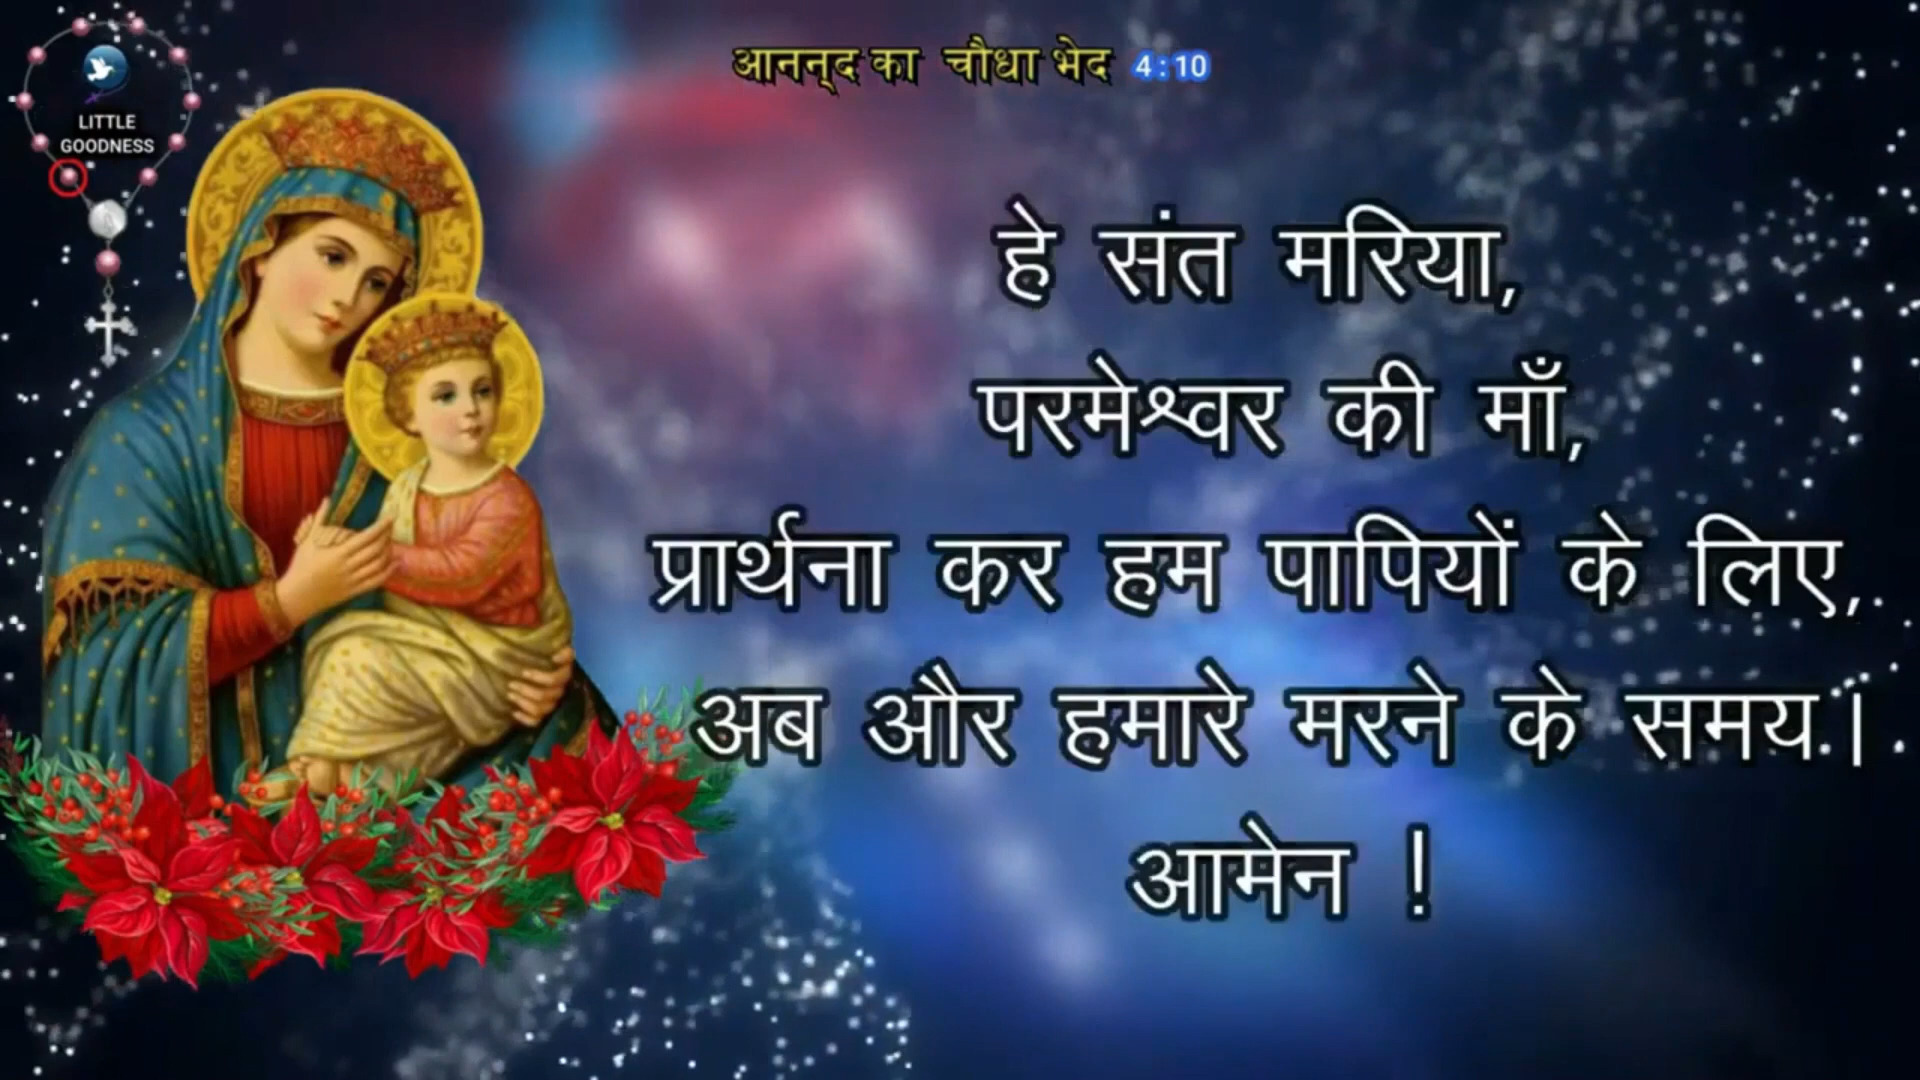 आनन्द का चौधा भेद 4:10
LITTLE
GOODNESS
हे संत मरिया,
परमेश्वर की माँ,
प्रार्थना कर हम पापियों के लिए,
अब और हमारे मरने के समय।
आमेन !